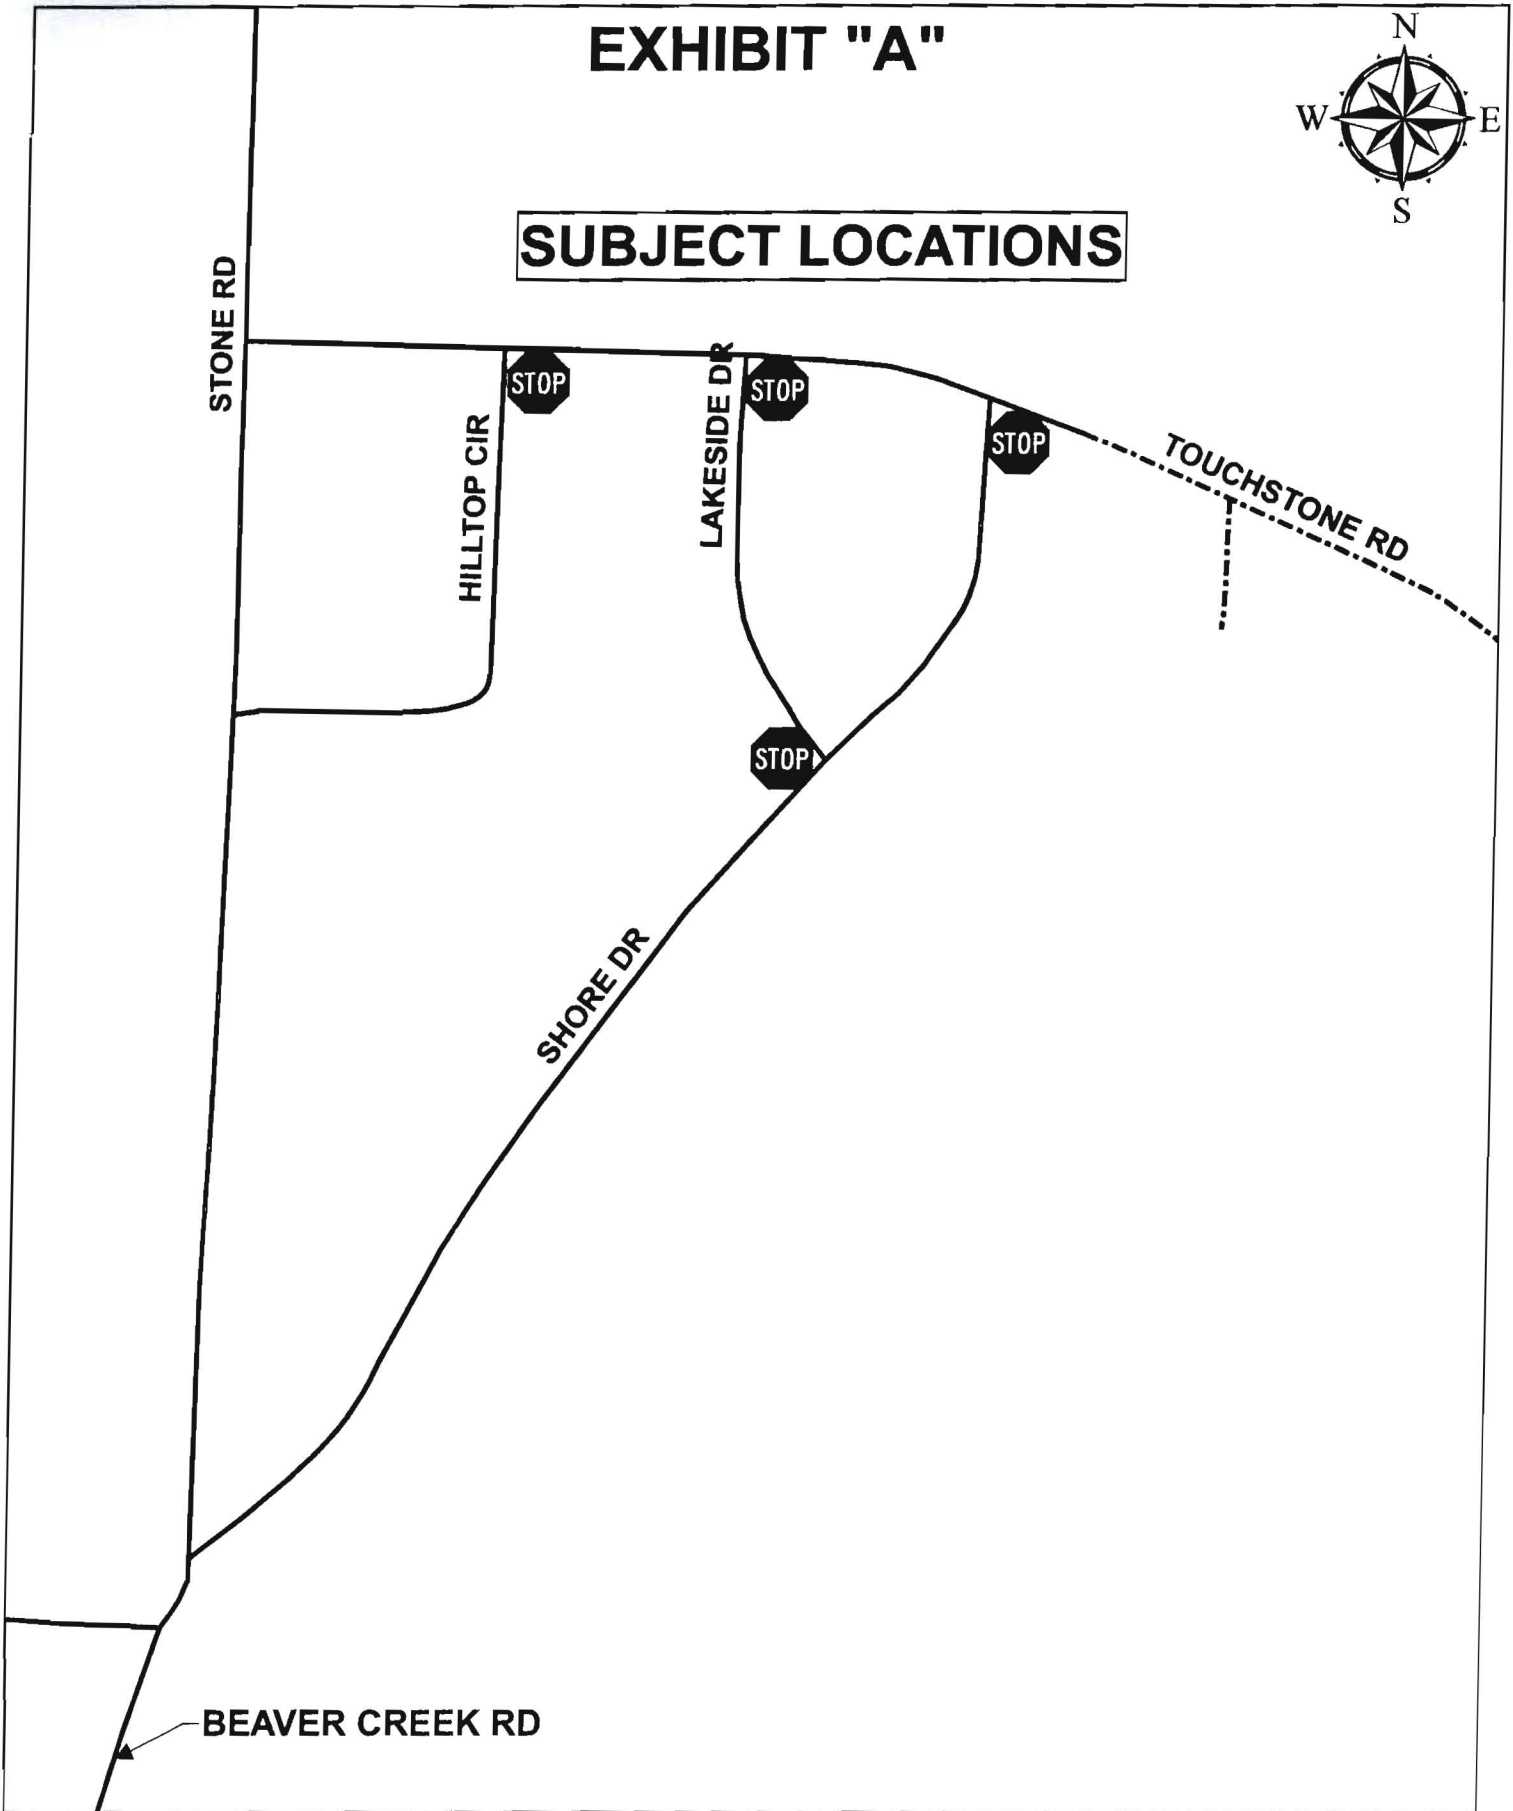 EXHIBIT "A"
N
W
E
S
SUBJECT LOCATIONS
STONE RD
HILLTOP CIR
STOP
LAKESIDE DR
STOP
STOP
TOUCHSTONE RD
STOP
SHORE DR
BEAVER CREEK RD